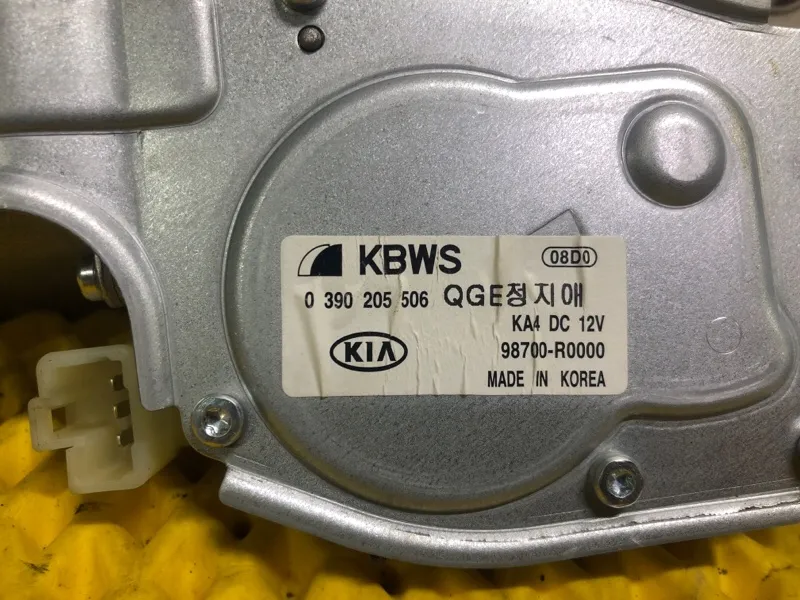 KBWS 08D0
0 390 205 506 QGE정지애
KA4 DC 12V
KIA 98700-R0000
MADE IN KOREA